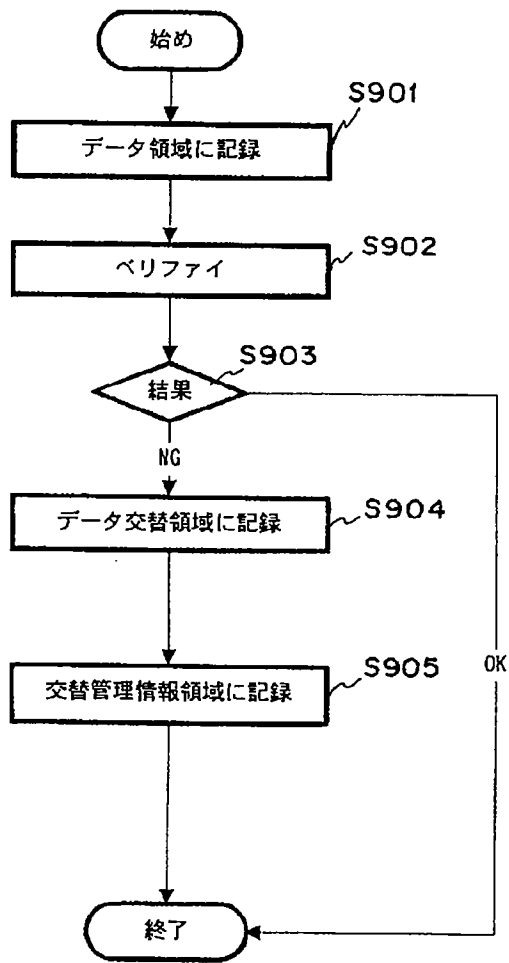 始め
S901
データ領域に記録
S902
ベリファイ
S903
結果
NG
S904
データ交替領域に記録
S905
交替管理情報領域に記録
OK
終了